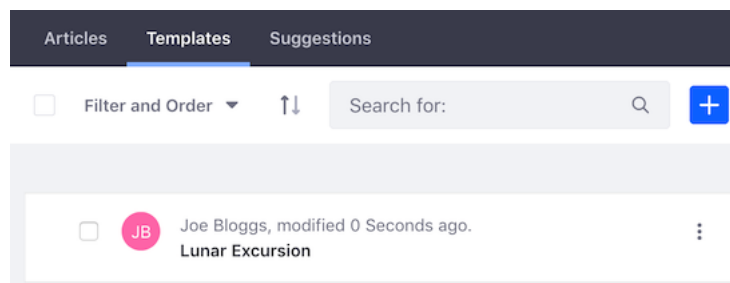 Articles Templates Suggestions
Filter and Order Search for:
JB Joe Bloggs, modified 0 Seconds ago.
Lunar Excursion